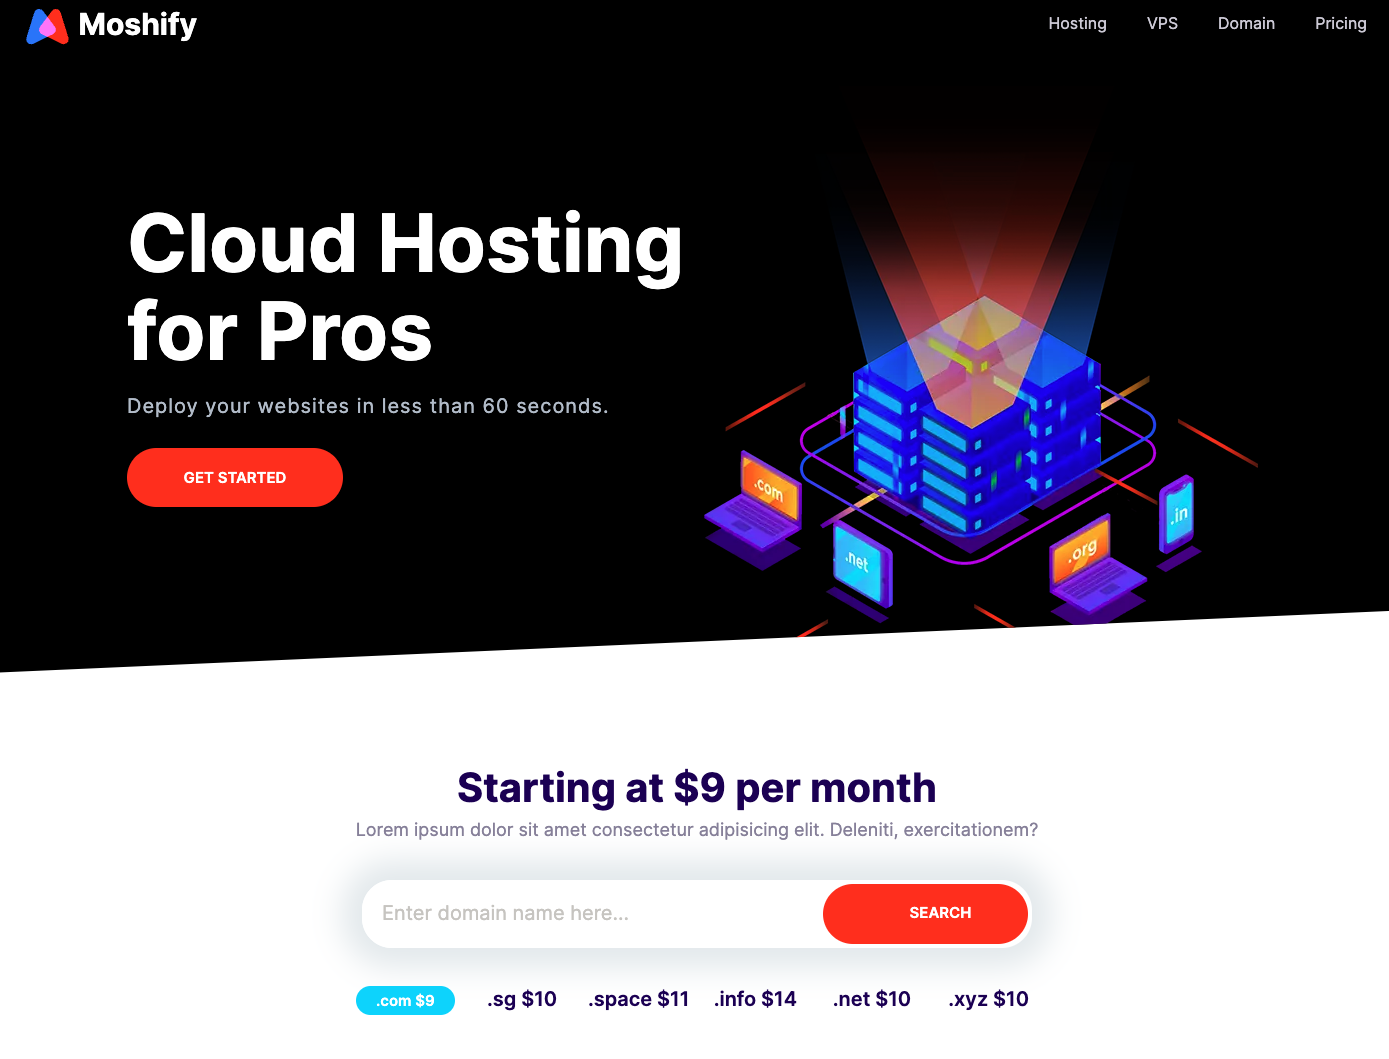 Moshify
Hosting VPS Domain Pricing
Cloud Hosting
for Pros
Deploy your websites in less than 60 seconds.
GET STARTED
.com
.net
.org
.in
Starting at $9 per month
Lorem ipsum dolor sit amet consectetur adipisicing elit. Deleniti, exercitationem?
Enter domain name here...
SEARCH
.com $9 .sg $10 .space $11 .info $14 .net $10 .xyz $10